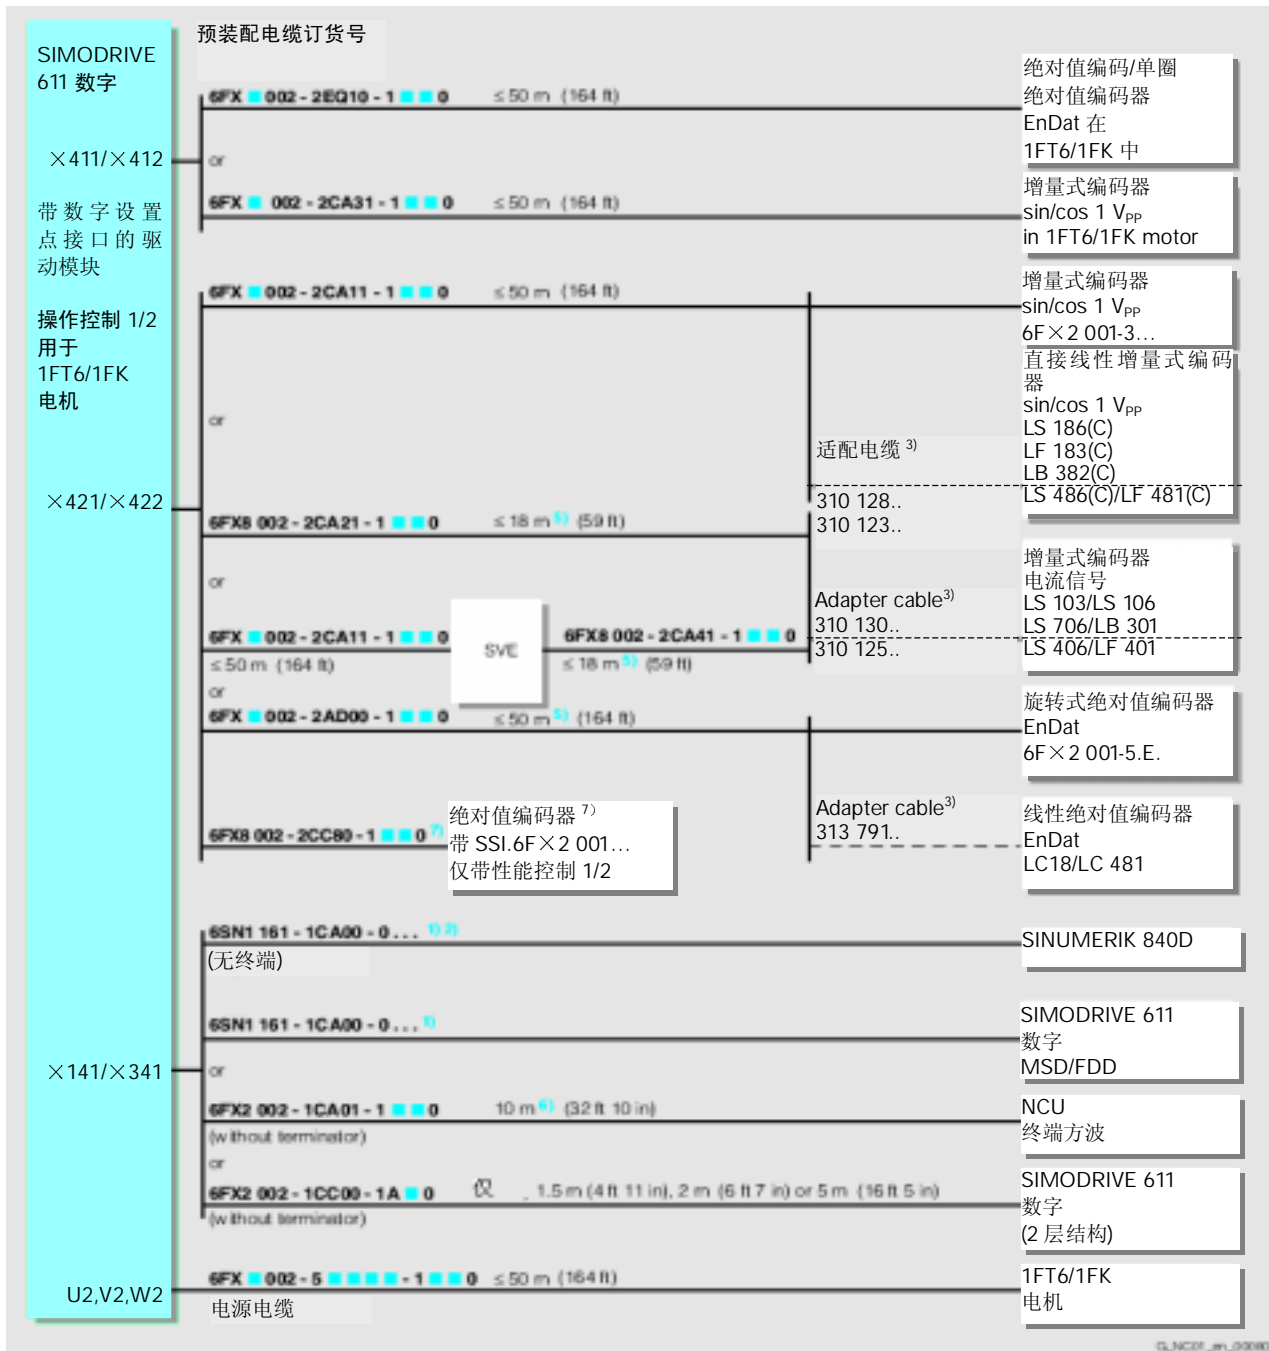 预装配电缆订货号
SIMODRIVE
611 数字
×411/×412
带数字设置
点接口的驱
动模块
操作控制 1/2
用于
1FT6/1FK
电机
×421/×422
×141/×341
U2,V2,W2
6FX ■ 002 - 2EQ10 - 1 ■ ■ 0 ≤ 50 m (164 ft)
绝对值编码/单圈
绝对值编码器
EnDat 在
1FT6/1FK 中
or
6FX ■ 002 - 2CA31 - 1 ■ ■ 0 ≤ 50 m (164 ft)
增量式编码器
sin/cos 1 VPP
in 1FT6/1FK motor
6FX ■ 002 - 2CA11 - 1 ■ ■ 0 ≤ 50 m (164 ft)
增量式编码器
sin/cos 1 VPP
6F×2 001-3…
直接线性增量式编码
器
sin/cos 1 VPP
LS 186(C)
LF 183(C)
LB 382(C)
LS 486(C)/LF 481(C)
or
适配电缆 3)
310 128..
310 123..
6FX8 002 - 2CA21 - 1 ■ ■ 0 ≤ 18 m 5) (59 ft)
or
Adapter cable3)
310 130..
310 125..
增量式编码器
电流信号
LS 103/LS 106
LS 706/LB 301
LS 406/LF 401
6FX ■ 002 - 2CA11 - 1 ■ ■ 0
≤ 50 m (164 ft)
SVE
6FX8 002 - 2CA41 - 1 ■ ■ 0
≤ 18 m 5) (59 ft)
or
6FX ■ 002 - 2AD00 - 1 ■ ■ 0 ≤ 50 m 5) (164 ft)
旋转式绝对值编码器
EnDat
6F×2 001-5.E.
Adapter cable3)
313 791..
线性绝对值编码器
EnDat
LC18/LC 481
6FX8 002 - 2CC80 - 1 ■ ■ 0 7)
绝对值编码器 7)
带 SSI.6F×2 001…
仅带性能控制 1/2
6SN1 161 - 1CA00 - 0 . . . 1) 2)
(无终端)
SINUMERIK 840D
6SN1 161 - 1CA00 - 0 . . . 1)
SIMODRIVE 611
数字
MSD/FDD
or
6FX2 002 - 1CA01 - 1 ■ ■ 0 10 m 6) (32 ft 10 in)
(without terminator)
NCU
终端方波
or
6FX2 002 - 1CC00 - 1A ■ 0 仅 1.5 m (4 ft 11 in), 2 m (6 ft 7 in) or 5 m (16 ft 5 in)
(without terminator)
SIMODRIVE 611
数字
(2 层结构)
6FX ■ 002 - 5 ■ ■ ■ ■ - 1 ■ ■ 0 ≤ 50 m (164 ft)
电源电缆
1FT6/1FK
电机